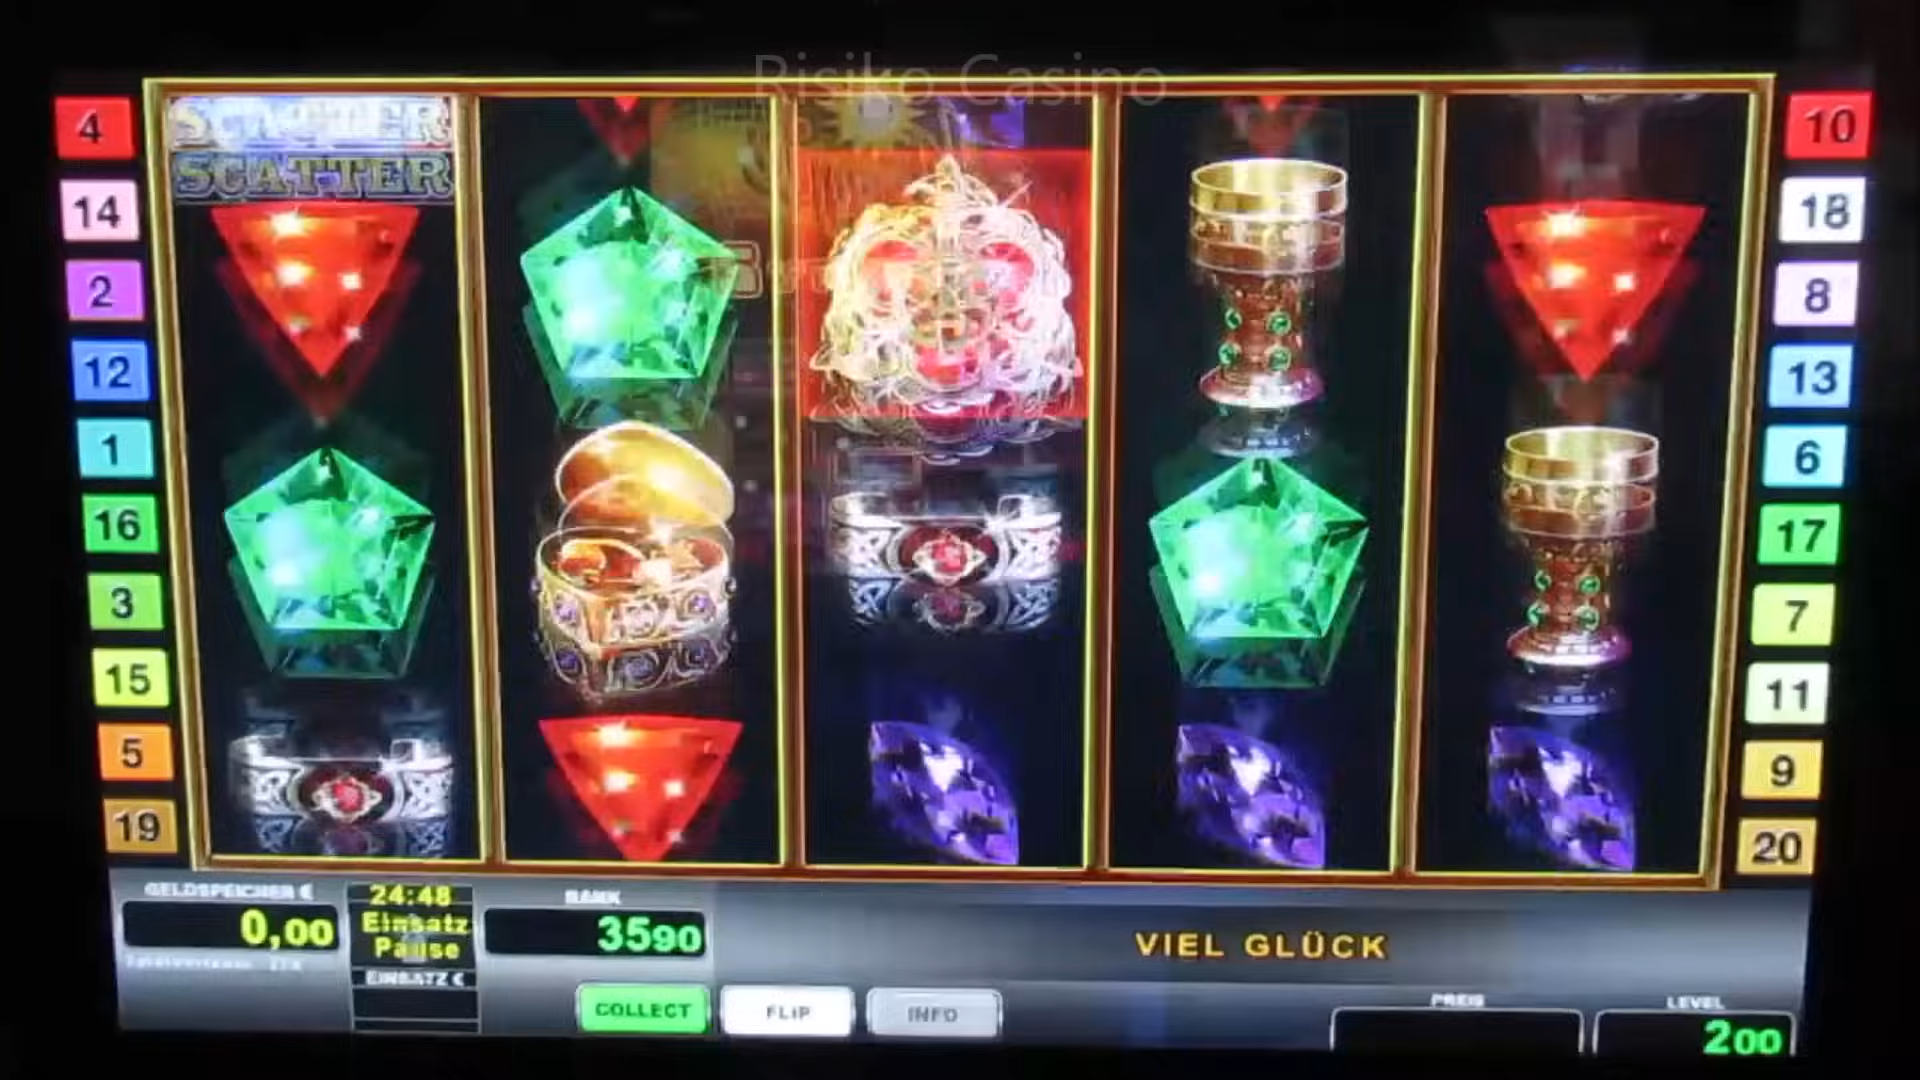 Risiko Casino
SCATTER
SCATTER
4
14
2
12
1
16
3
15
5
19
10
18
8
13
6
17
7
11
9
20
GELDSPEICHER €
0,00
24:48
Einsatz
Pause
EINSATZ €
BANK
3590
VIEL GLÜCK
COLLECT
FLIP
INFO
PREIS
LEVEL
200